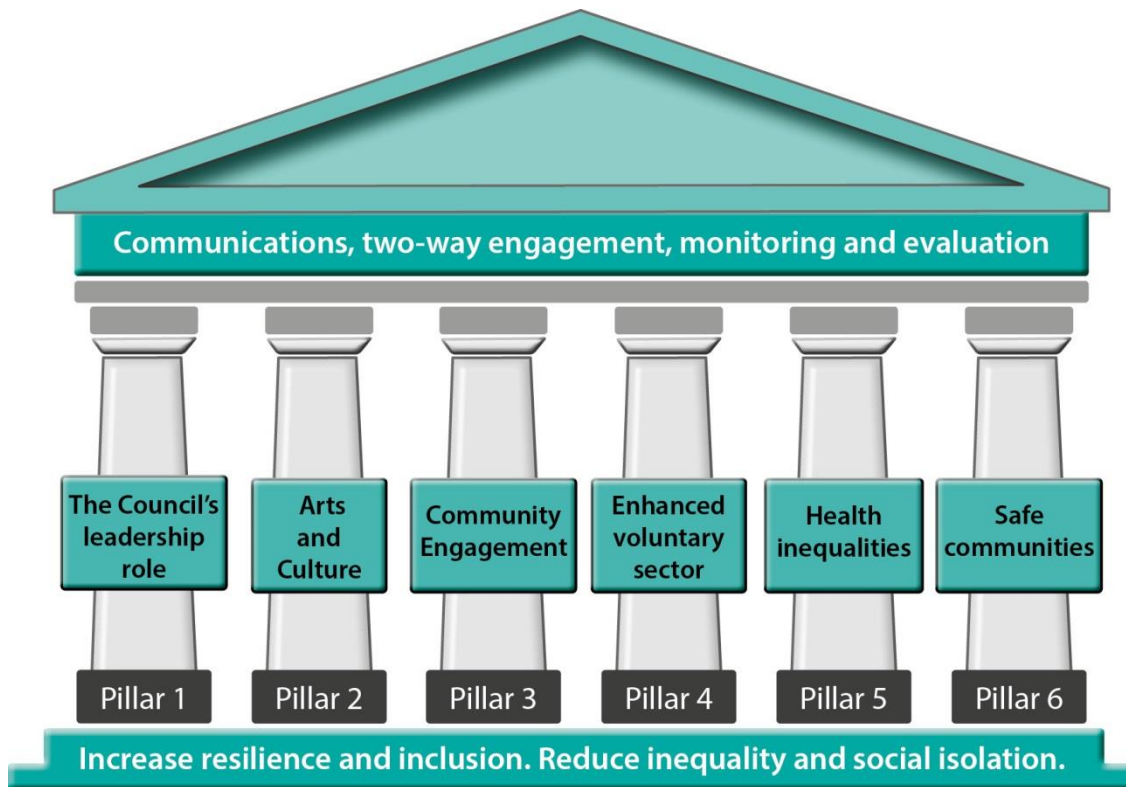 Communications, two-way engagement, monitoring and evaluation
The Council's
leadership
role
Arts
and
Culture
Community
Engagement
Enhanced
voluntary
sector
Health
inequalities
Safe
communities
Pillar 1
Pillar 2
Pillar 3
Pillar 4
Pillar 5
Pillar 6
Increase resilience and inclusion. Reduce inequality and social isolation.